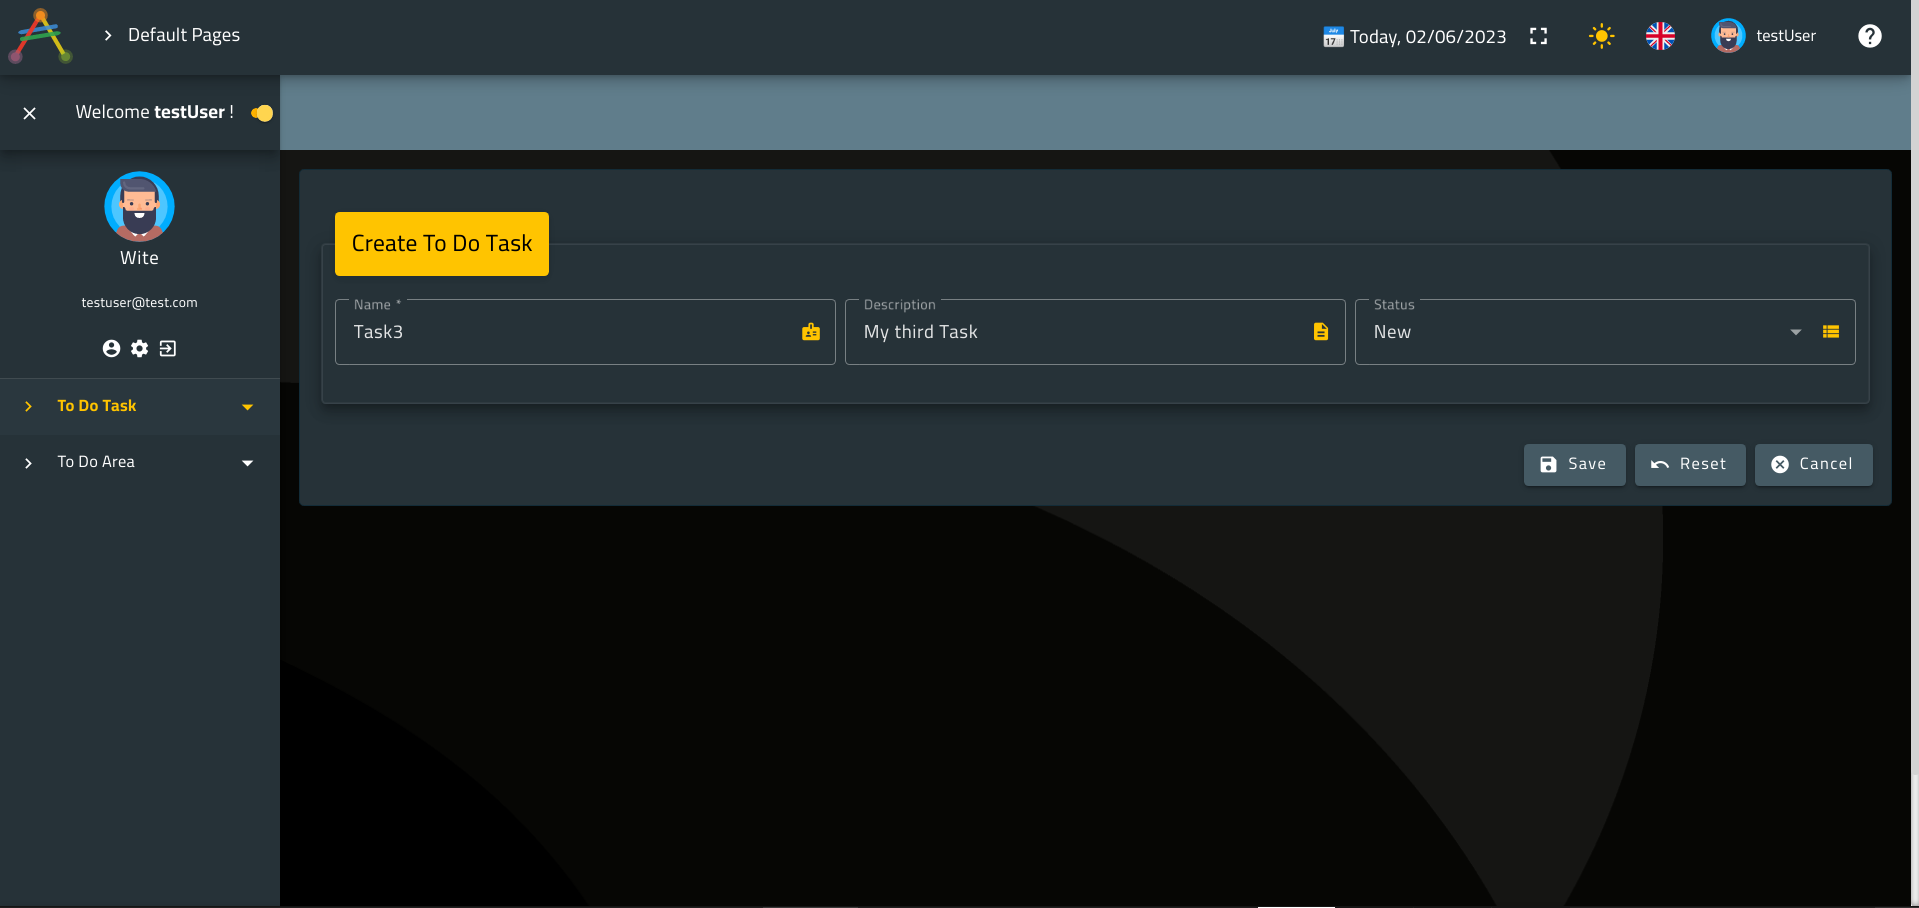 Default Pages
Today, 02/06/2023
testUser
Welcome testUser !
Wite
testuser@test.com
To Do Task
To Do Area
Create To Do Task
Name *
Task3
Description
My third Task
Status
New
Save
Reset
Cancel